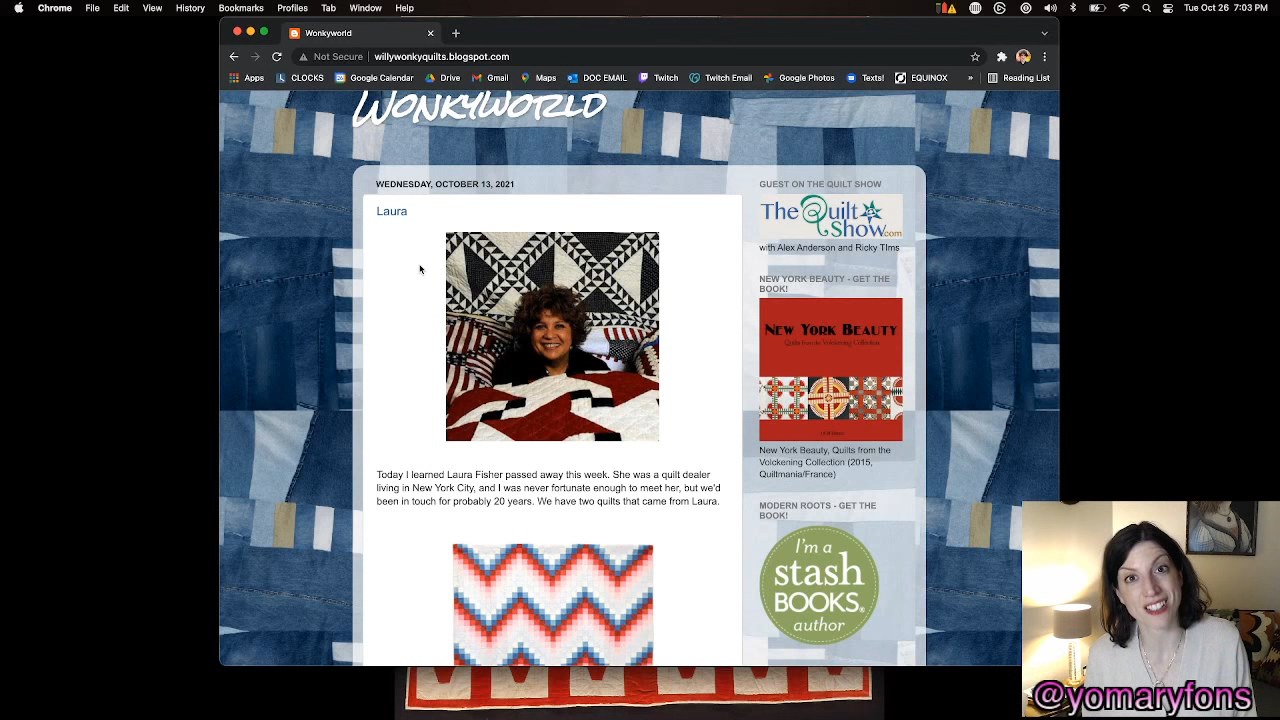 Chrome File Edit View History Bookmarks Profiles Tab Window Help
Tue Oct 26 7:03 PM
Wonkyworld
Not Secure willywonkyquilts.blogspot.com
Apps CLOCKS Google Calendar Drive Gmail Maps DOC EMAIL Twitch Twitch Email Google Photos Texts! EQUINOX » Reading List
WONKYWORLD
WEDNESDAY, OCTOBER 13, 2021
Laura
Today I learned Laura Fisher passed away this week. She was a quilt dealer
living in New York City, and I was never fortunate enough to meet her, but we'd
been in touch for probably 20 years. We have two quilts that came from Laura.
GUEST ON THE QUILT SHOW
The Quilt
Show.com
with Alex Anderson and Ricky TIms
NEW YORK BEAUTY - GET THE
BOOK!
NEW YORK BEAUTY
Quilts from the Volckening Collection
New York Beauty, Quilts from the
Volckening Collection (2015,
Quiltmania/France)
MODERN ROOTS - GET THE
BOOK!
I'm a
stash
BOOKS®
author
@yomaryfons